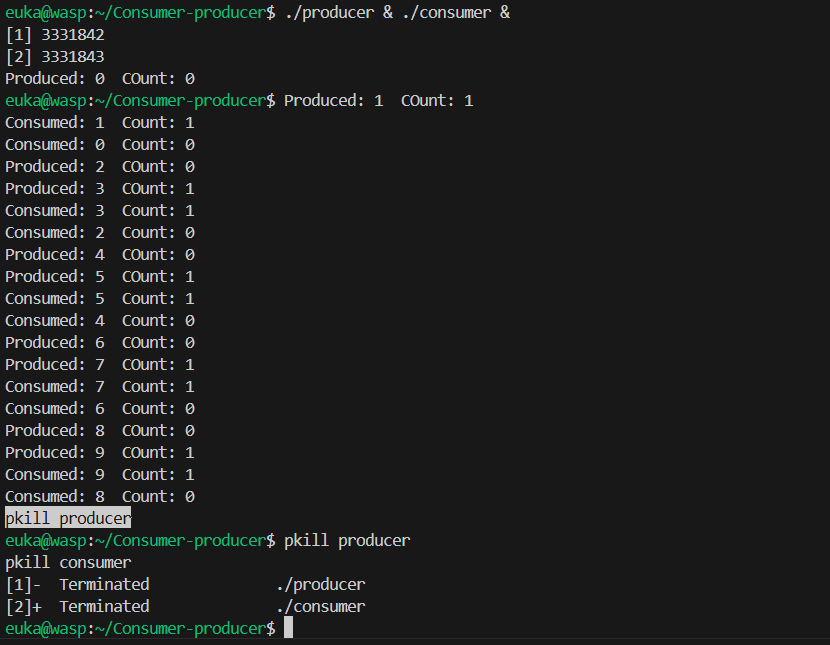 euka@wasp:~/Consumer-producer$ ./producer & ./consumer &
[1] 3331842
[2] 3331843
Produced: 0  COunt: 0
euka@wasp:~/Consumer-producer$ Produced: 1  COunt: 1
Consumed: 1  Count: 1
Consumed: 0  Count: 0
Produced: 2  COunt: 0
Produced: 3  COunt: 1
Consumed: 3  Count: 1
Consumed: 2  Count: 0
Produced: 4  COunt: 0
Produced: 5  COunt: 1
Consumed: 5  Count: 1
Consumed: 4  Count: 0
Produced: 6  COunt: 0
Produced: 7  COunt: 1
Consumed: 7  Count: 1
Consumed: 6  Count: 0
Produced: 8  COunt: 0
Produced: 9  COunt: 1
Consumed: 9  Count: 1
Consumed: 8  Count: 0
pkill producer
euka@wasp:~/Consumer-producer$ pkill producer
pkill consumer
[1]-  Terminated              ./producer
[2]+  Terminated              ./consumer
euka@wasp:~/Consumer-producer$